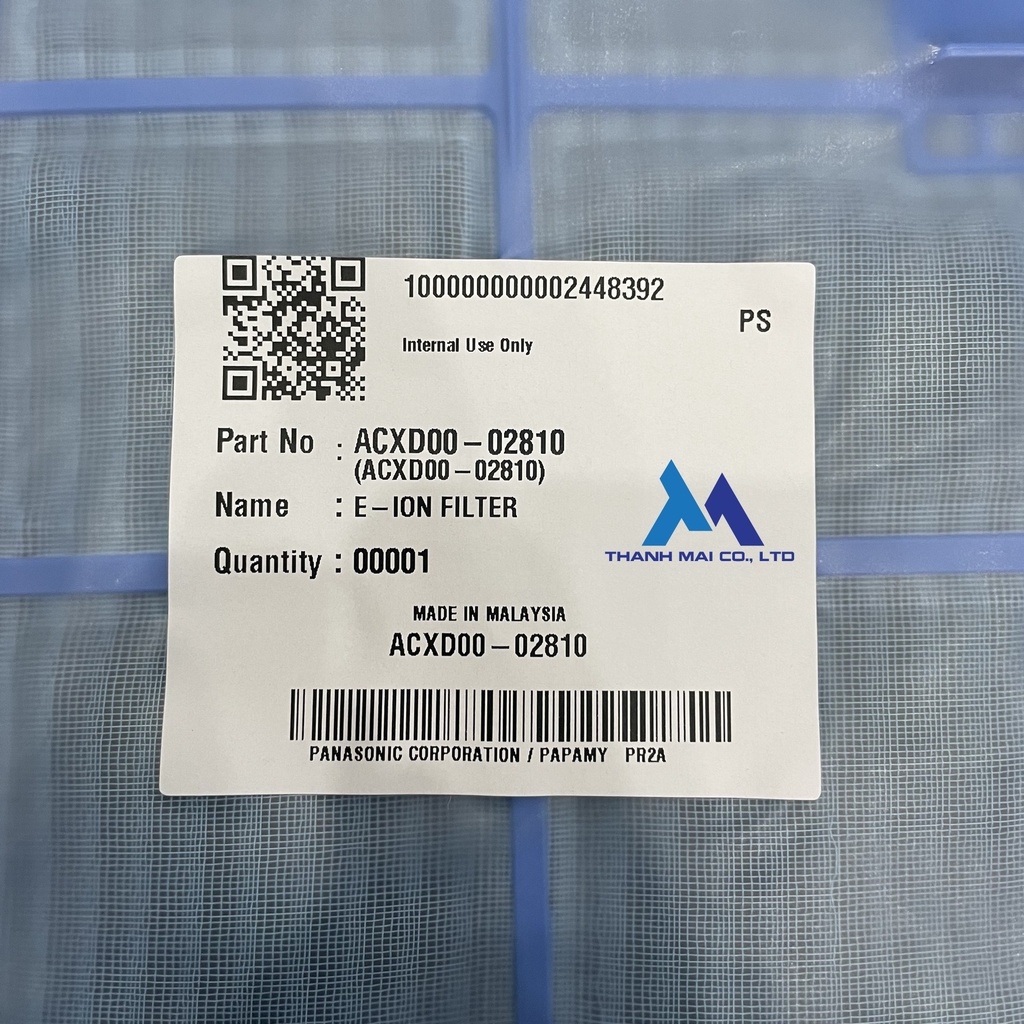 100000000002448392
PS
Internal Use Only
Part No : ACXD00-02810
(ACXD00-02810)
Name : E-ION FILTER
THANH MAI CO., LTD
Quantity : 00001
MADE IN MALAYSIA
ACXD00-02810
PANASONIC CORPORATION / PAPAMY PR2A